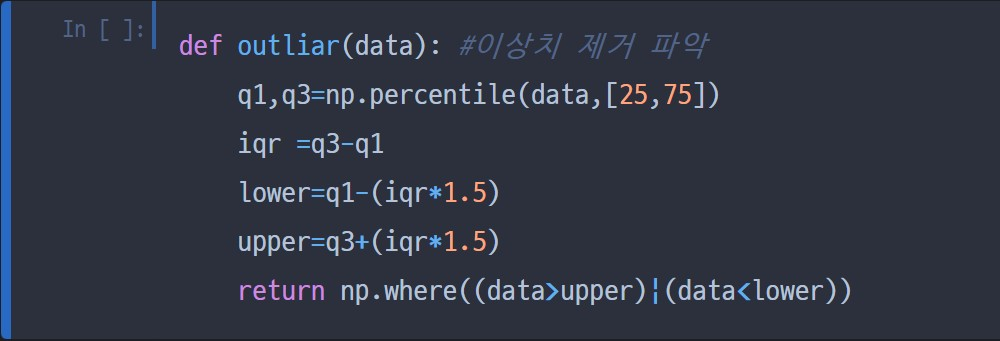 In [ ]:
def outliar(data): #이상치 제거 파악
q1,q3=np.percentile(data,[25,75])
iqr =q3-q1
lower=q1-(iqr*1.5)
upper=q3+(iqr*1.5)
return np.where((data>upper)|(data<lower))